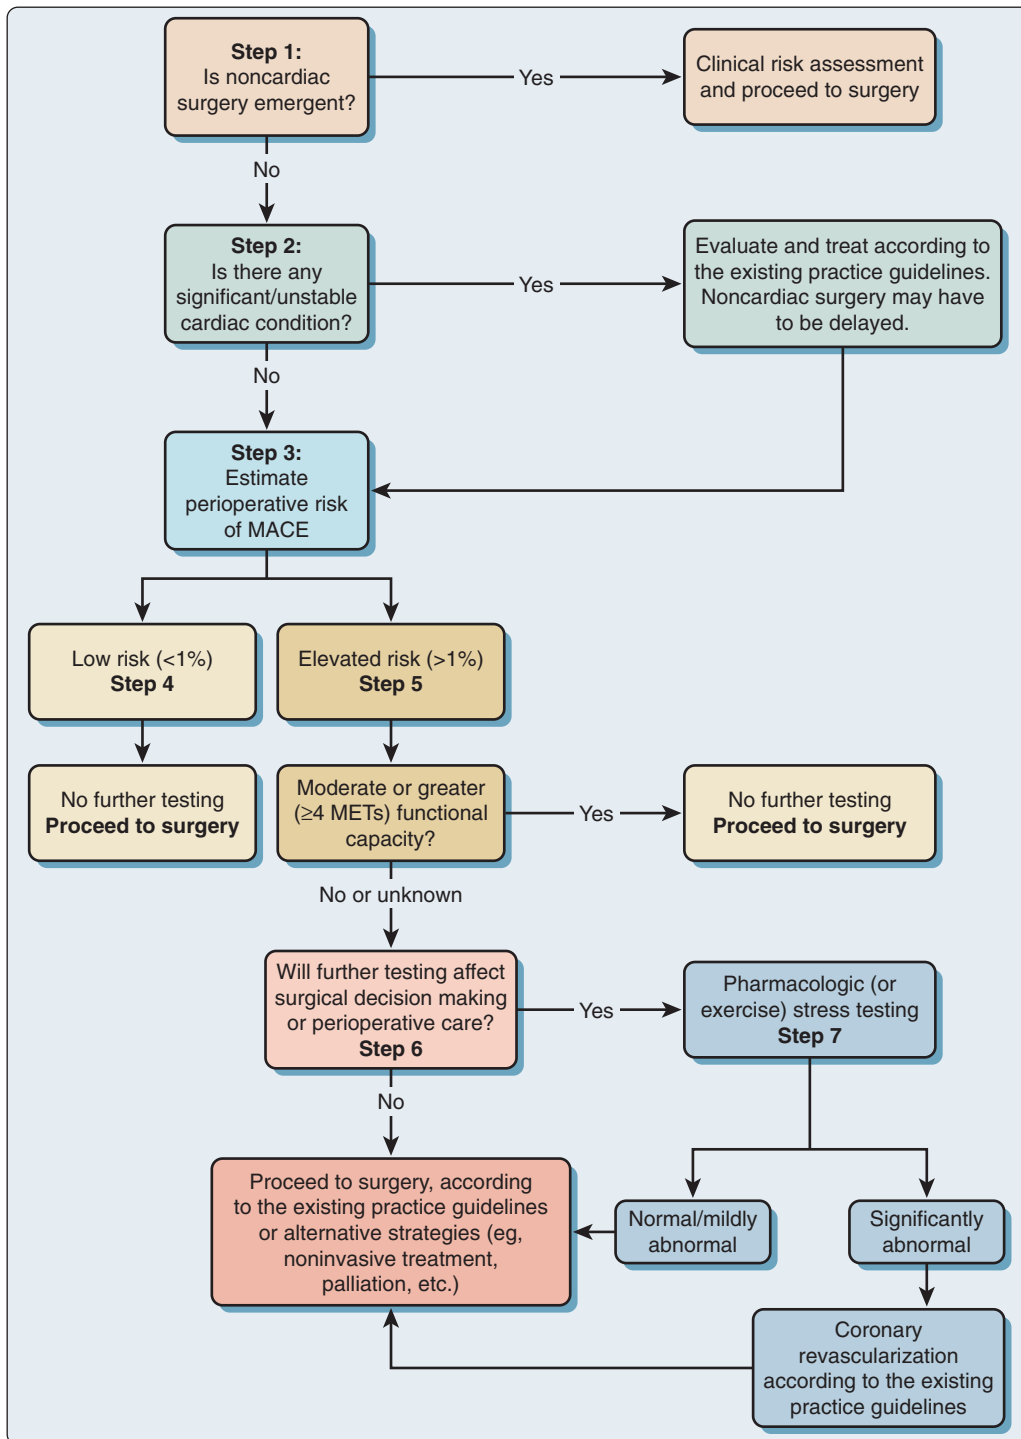 Step 1:
Is noncardiac
surgery emergent?
Yes
Clinical risk assessment
and proceed to surgery
No
Step 2:
Is there any
significant/unstable
cardiac condition?
Yes
Evaluate and treat according to
the existing practice guidelines.
Noncardiac surgery may have
to be delayed.
No
Step 3:
Estimate
perioperative risk
of MACE
Low risk (<1%)
Step 4
Elevated risk (>1%)
Step 5
No further testing
Proceed to surgery
Moderate or greater
(≥4 METs) functional
capacity?
Yes
No further testing
Proceed to surgery
No or unknown
Will further testing affect
surgical decision making
or perioperative care?
Step 6
Yes
Pharmacologic (or
exercise) stress testing
Step 7
No
Proceed to surgery, according
to the existing practice guidelines
or alternative strategies (eg,
noninvasive treatment,
palliation, etc.)
Normal/mildly
abnormal
Significantly
abnormal
Coronary
revascularization
according to the existing
practice guidelines